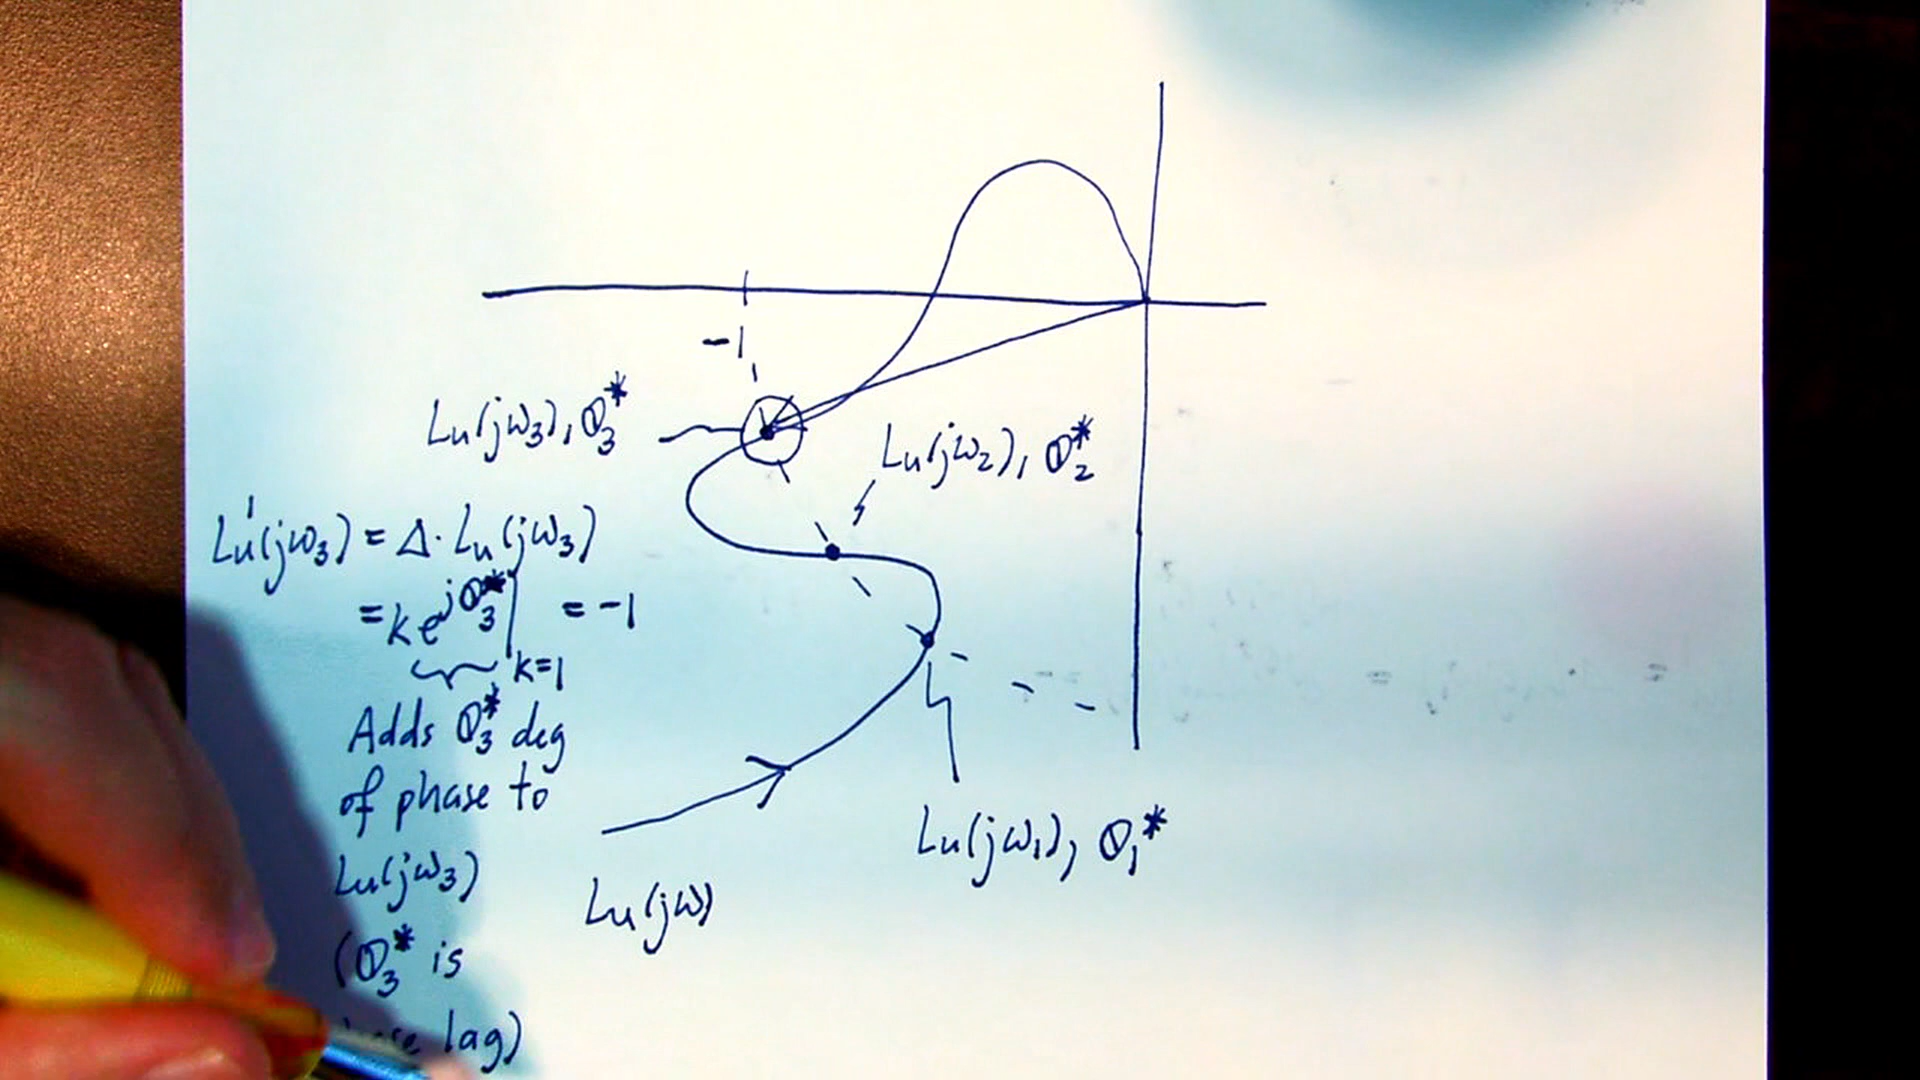 -1
Lu(jω₃), θ₃*
Lu(jω₂), θ₂*
Lu'(jω₃) = Δ · Lu(jω₃)
= k e^{jθ₃*}|k=1 = -1
Adds θ₃* deg
of phase to
Lu(jω₃)
(θ₃* is
lag)
Lu(jω₁), θ₁*
Lu(jω)